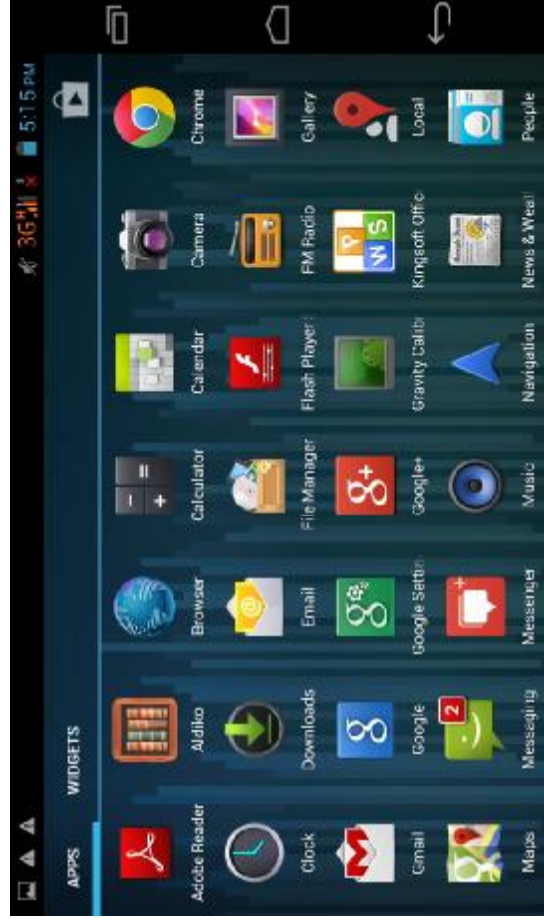 3G H 5:15 PM
APPS WIDGETS
Adobe Reader Aldiko Browser Calculator Calendar Camera Chrome
Clock Downloads Email File Manager Flash Player FM Radio Gallery
Gmail Google Google Settin Google+ Gravity Calib Kingsoft Offic Local
Maps Messaging Messenger Music Navigation News & Weat People
2